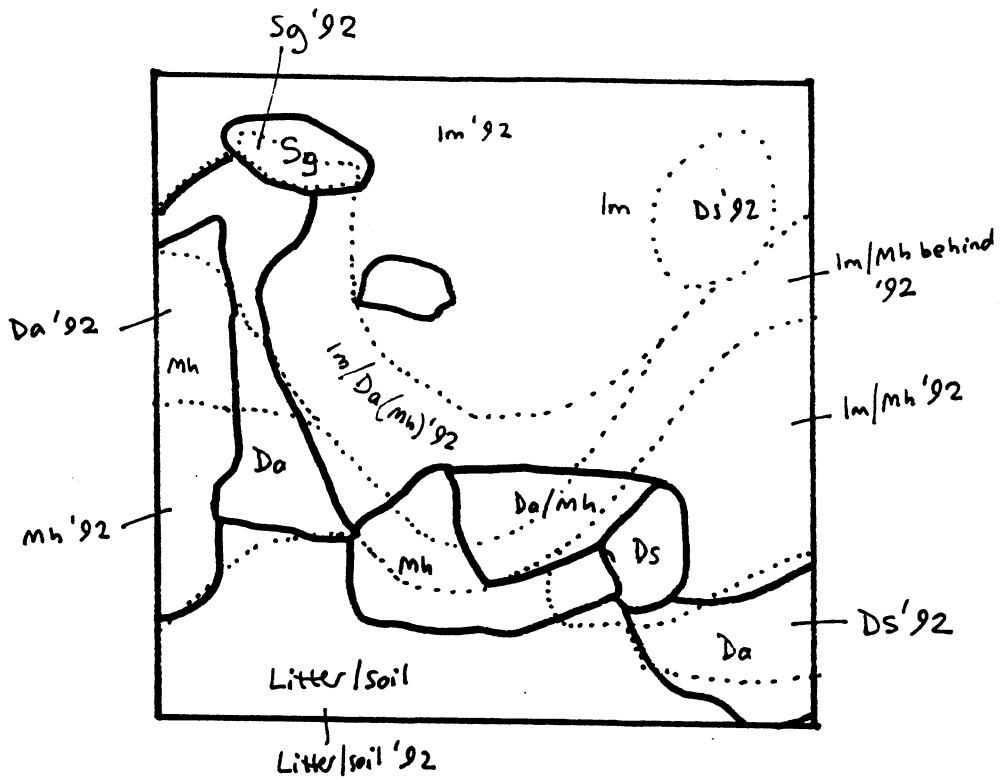 Sg '92
Im '92
Sg
Im
Ds '92
Im/Mh behind
'92
Da '92
Mh
Im/Da(Mh) '92
Im/Mh '92
Da
Da/Mh
Mh '92
Mh
Ds
DS '92
Da
Litter/soil
Litter/soil '92